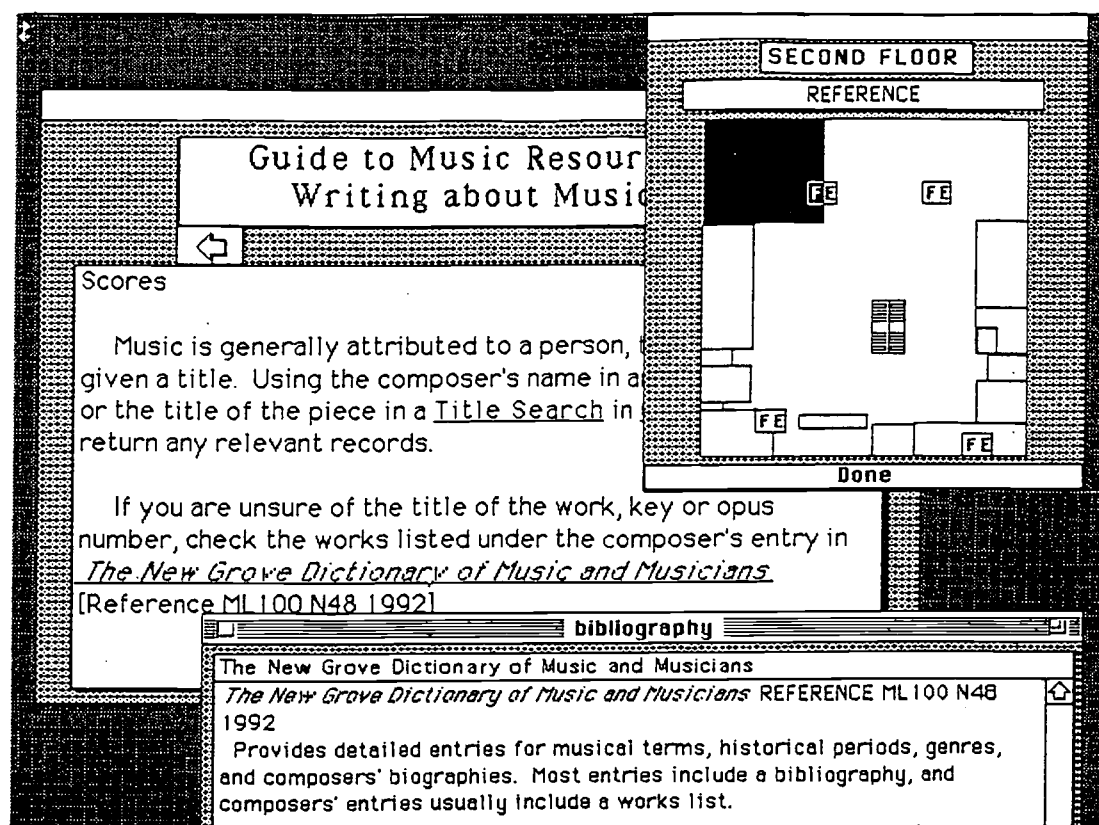 SECOND FLOOR
REFERENCE
FE
FE
FE
FE
Done
Guide to Music Resour
Writing about Music
Scores
Music is generally attributed to a person,
given a title. Using the composer's name in
or the title of the piece in a Title Search in
return any relevant records.
If you are unsure of the title of the work, key or opus
number, check the works listed under the composer's entry in
The New Grove Dictionary of Music and Musicians
[Reference ML100 N48 1992]
bibliography
The New Grove Dictionary of Music and Musicians
The New Grove Dictionary of Music and Musicians REFERENCE ML100 N48
1992
Provides detailed entries for musical terms, historical periods, genres,
and composers' biographies. Most entries include a bibliography, and
composers' entries usually include a works list.